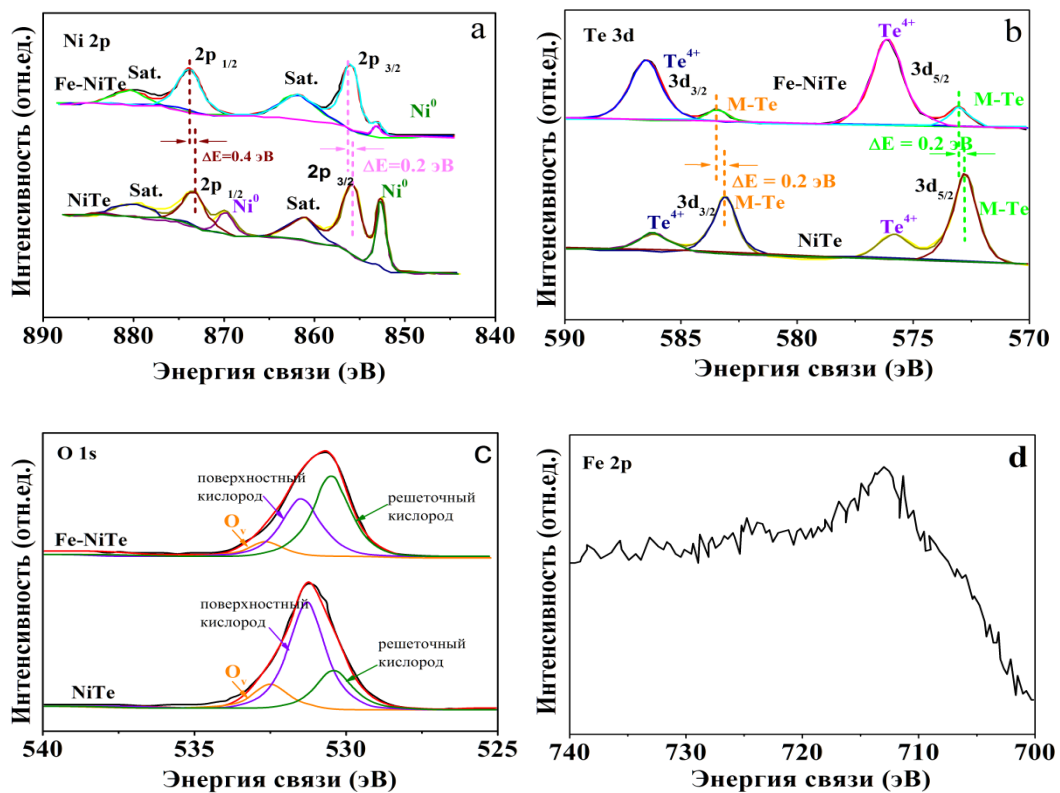 Ni 2p
a
Интенсивность (отн.ед.)
Fe-NiTe
Sat.
2p 1/2
Sat.
2p 3/2
Ni⁰
ΔE=0.4 эВ
ΔE=0.2 эВ
NiTe
Sat.
2p 1/2
Ni⁰
Sat.
2p 3/2
Ni⁰
890 880 870 860 850 840
Энергия связи (эВ)
Te 3d
b
Интенсивность (отн.ед.)
Te⁴⁺
3d3/2
M-Te
Fe-NiTe
Te⁴⁺
3d5/2
M-Te
ΔE = 0.2 эВ
ΔE = 0.2 эВ
Te⁴⁺
3d3/2
M-Te
NiTe
Te⁴⁺
3d5/2
M-Te
590 585 580 575 570
Энергия связи (эВ)
O 1s
c
Интенсивность (отн.ед.)
поверхностный
кислород
решеточный
кислород
Ov
Fe-NiTe
поверхностный
кислород
решеточный
кислород
Ov
NiTe
540 535 530 525
Энергия связи (эВ)
Fe 2p
d
Интенсивность (отн.ед.)
740 730 720 710 700
Энергия связи (эВ)